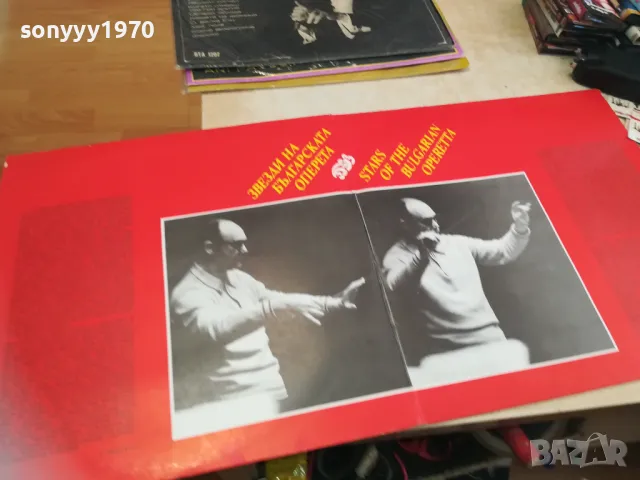 sonyyy1970
ЗВЕЗДИ НА
БЪЛГАРСКАТА
ОПЕРЕТА
STARS
OF THE
BULGARIAN
OPERETTA
BAZAR